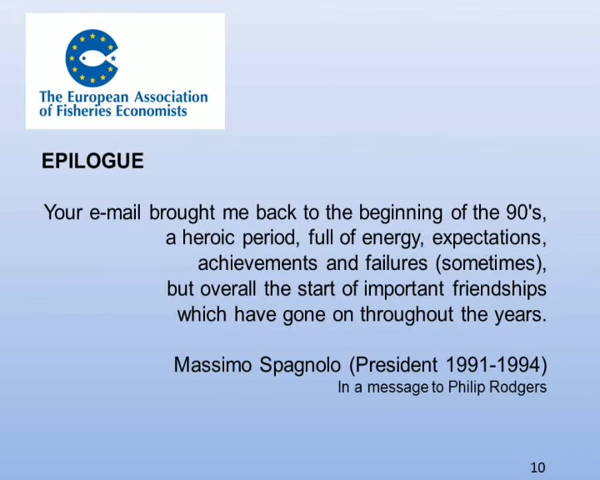 The European Association
of Fisheries Economists
EPILOGUE
Your e-mail brought me back to the beginning of the 90's,
a heroic period, full of energy, expectations,
achievements and failures (sometimes),
but overall the start of important friendships
which have gone on throughout the years.
Massimo Spagnolo (President 1991-1994)
In a message to Philip Rodgers
10